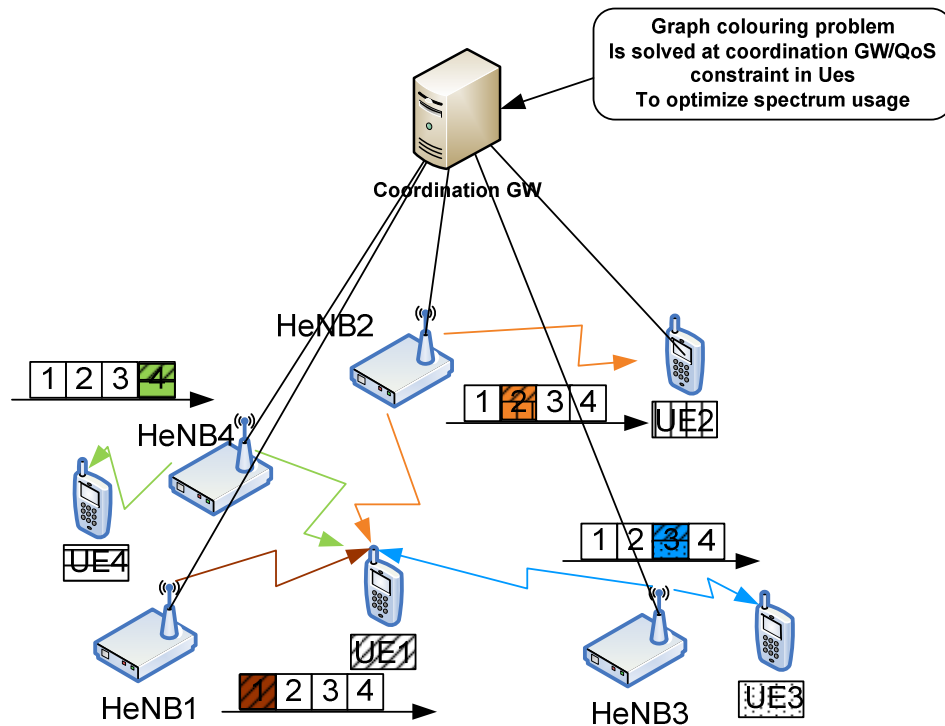 Graph colouring problem
Is solved at coordination GW/QoS
constraint in Ues
To optimize spectrum usage
Coordination GW
HeNB2
1 2 3 4
1 2 3 4
UE2
HeNB4
UE4
1 2 3 4
UE1
1 2 3 4
HeNB1
HeNB3
UE3